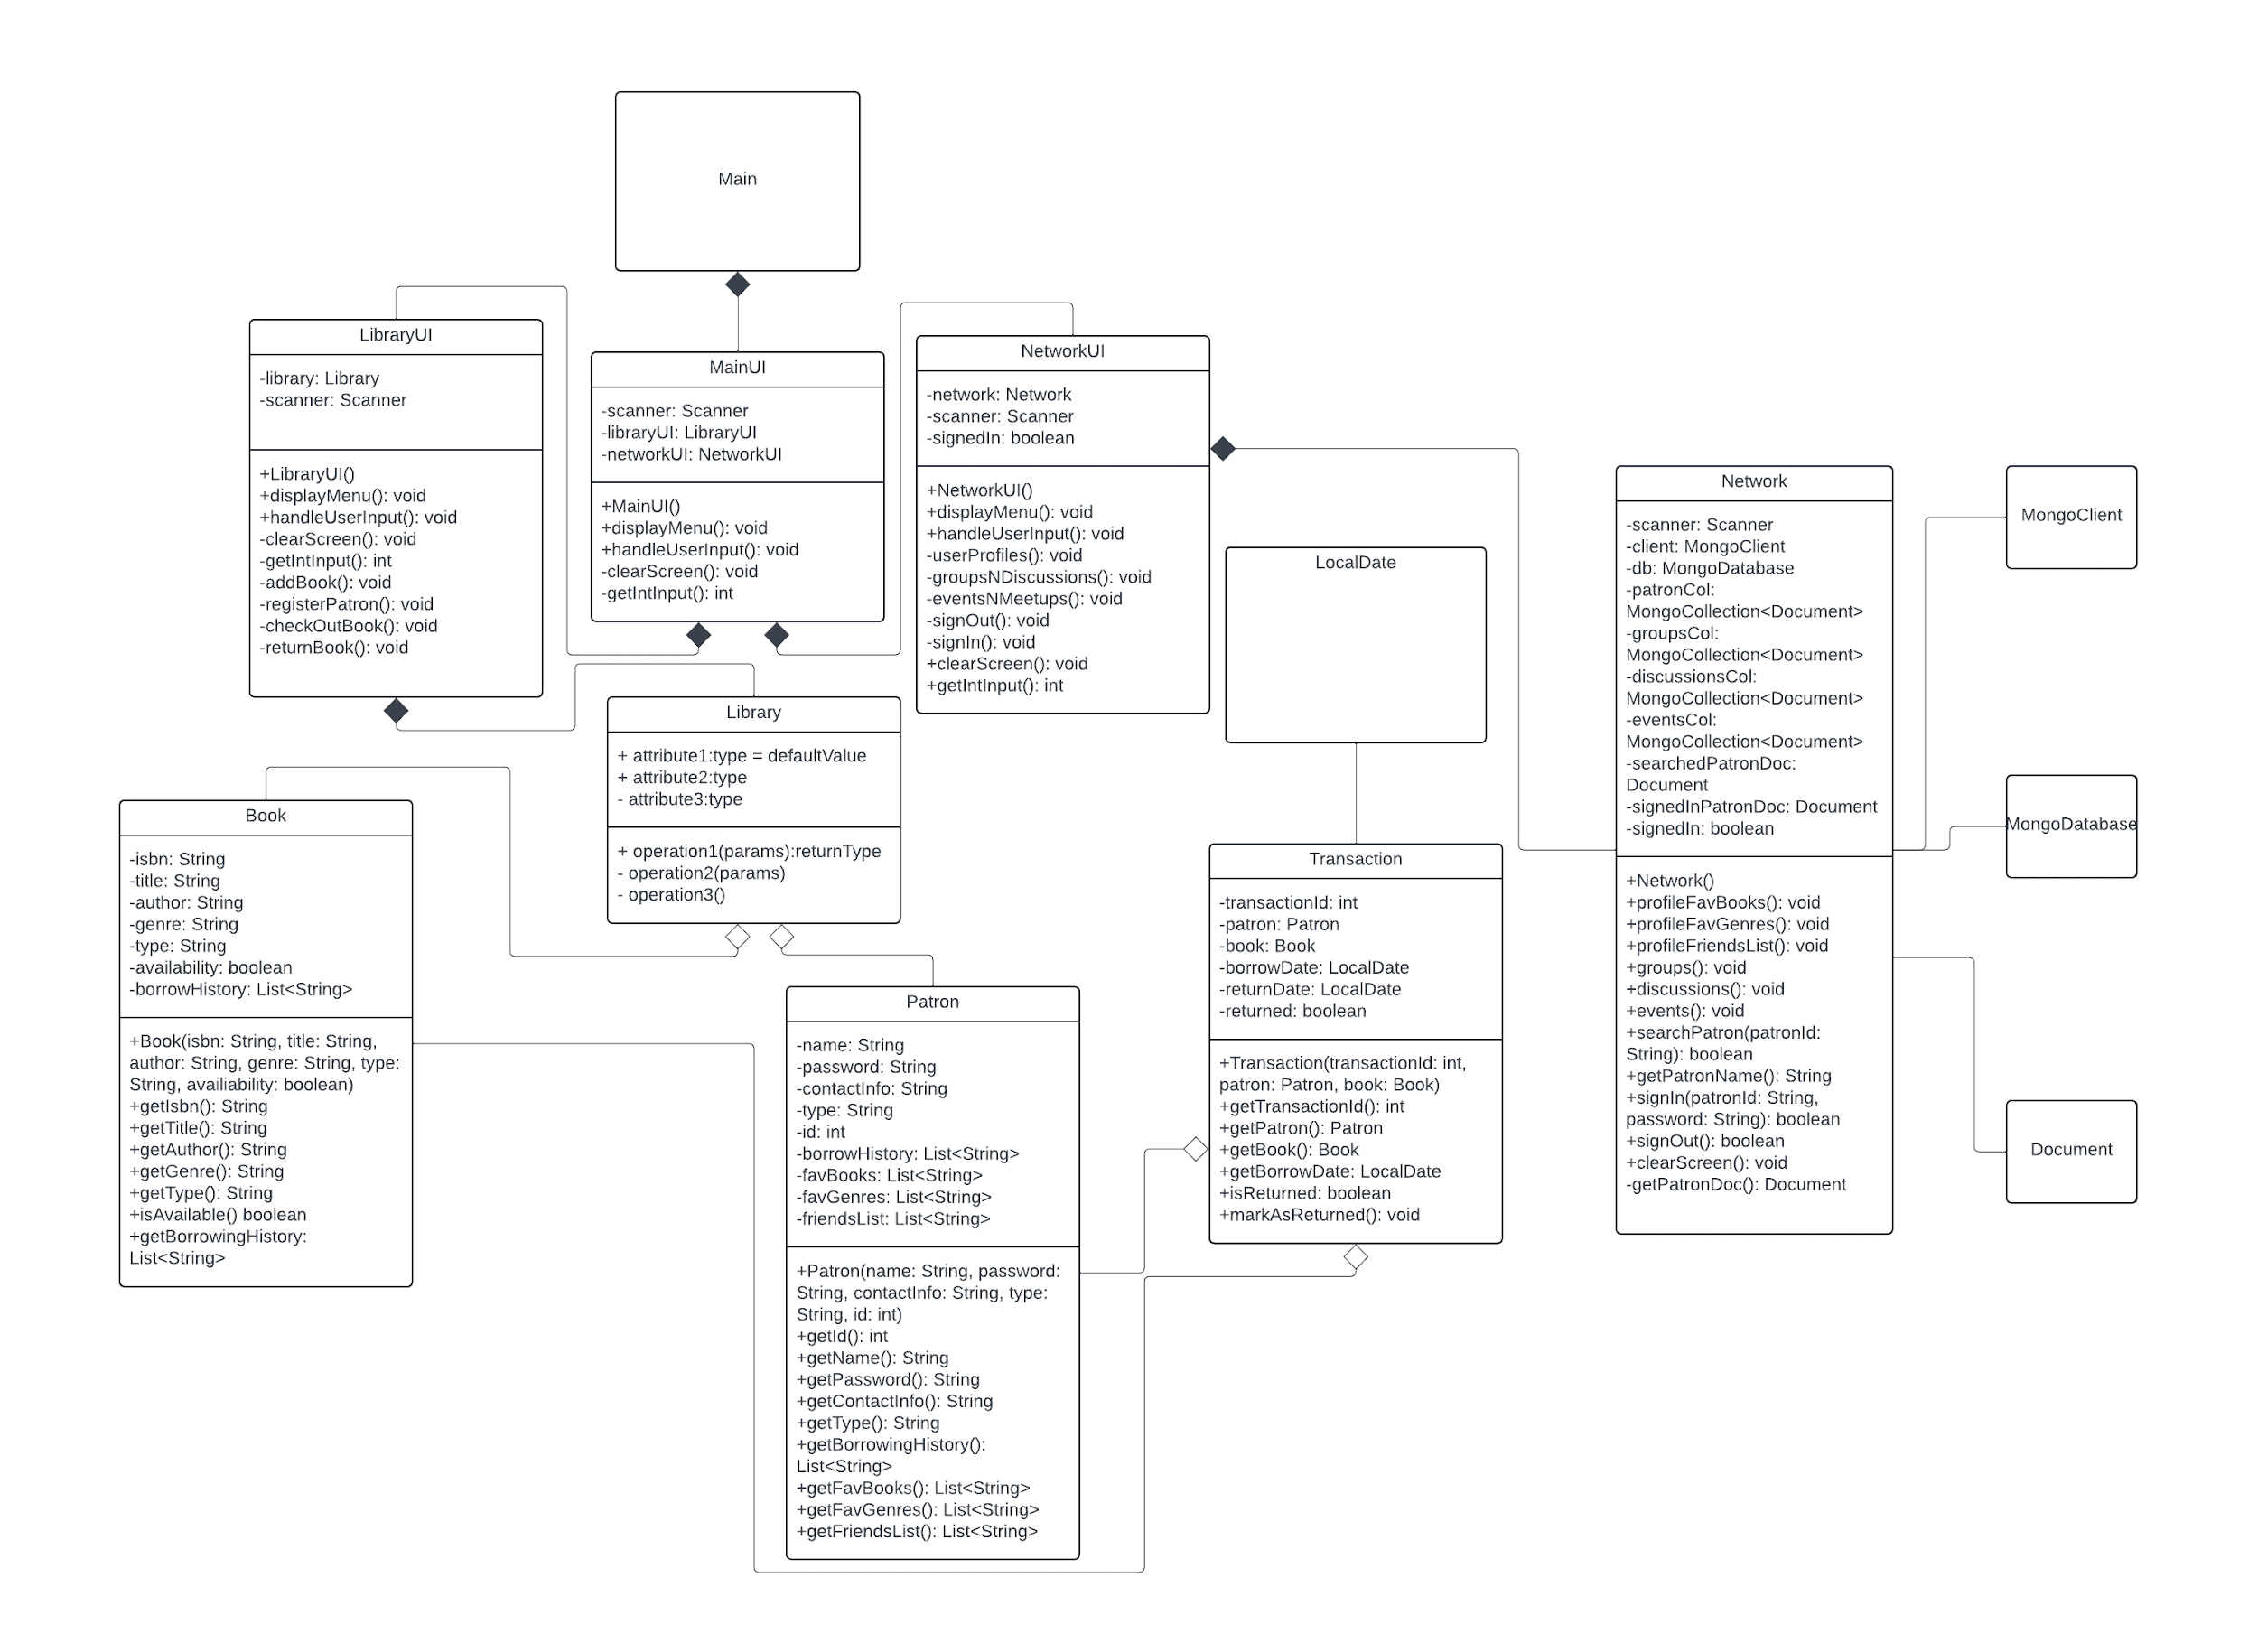 Main
LibraryUI
-library: Library
-scanner: Scanner
+LibraryUI()
+displayMenu(): void
+handleUserInput(): void
-clearScreen(): void
-getIntInput(): int
-addBook(): void
-registerPatron(): void
-checkOutBook(): void
-returnBook(): void
MainUI
-scanner: Scanner
-libraryUI: LibraryUI
-networkUI: NetworkUI
+MainUI()
+displayMenu(): void
+handleUserInput(): void
-clearScreen(): void
-getIntInput(): int
NetworkUI
-network: Network
-scanner: Scanner
-signedIn: boolean
+NetworkUI()
+displayMenu(): void
+handleUserInput(): void
-userProfiles(): void
-groupsNDiscussions(): void
-eventsNMeetups(): void
-signOut(): void
-signIn(): void
+clearScreen(): void
+getIntInput(): int
LocalDate
Network
-scanner: Scanner
-client: MongoClient
-db: MongoDatabase
-patronCol:
MongoCollection<Document>
-groupsCol:
MongoCollection<Document>
-discussionsCol:
MongoCollection<Document>
-eventsCol:
MongoCollection<Document>
-searchedPatronDoc:
Document
-signedInPatronDoc: Document
-signedIn: boolean
+Network()
+profileFavBooks(): void
+profileFavGenres(): void
+profileFriendsList(): void
+groups(): void
+discussions(): void
+events(): void
+searchPatron(patronId:
String): boolean
+getPatronName(): String
+signIn(patronId: String,
password: String): boolean
+signOut(): boolean
+clearScreen(): void
-getPatronDoc(): Document
MongoClient
MongoDatabase
Document
Library
+ attribute1:type = defaultValue
+ attribute2:type
- attribute3:type
+ operation1(params):returnType
- operation2(params)
- operation3()
Book
-isbn: String
-title: String
-author: String
-genre: String
-type: String
-availability: boolean
-borrowHistory: List<String>
+Book(isbn: String, title: String,
author: String, genre: String, type:
String, availiability: boolean)
+getIsbn(): String
+getTitle(): String
+getAuthor(): String
+getGenre(): String
+getType(): String
+isAvailable() boolean
+getBorrowingHistory:
List<String>
Patron
-name: String
-password: String
-contactInfo: String
-type: String
-id: int
-borrowHistory: List<String>
-favBooks: List<String>
-favGenres: List<String>
-friendsList: List<String>
+Patron(name: String, password:
String, contactInfo: String, type:
String, id: int)
+getId(): int
+getName(): String
+getPassword(): String
+getContactInfo(): String
+getType(): String
+getBorrowingHistory():
List<String>
+getFavBooks(): List<String>
+getFavGenres(): List<String>
+getFriendsList(): List<String>
Transaction
-transactionId: int
-patron: Patron
-book: Book
-borrowDate: LocalDate
-returnDate: LocalDate
-returned: boolean
+Transaction(transactionId: int,
patron: Patron, book: Book)
+getTransactionId(): int
+getPatron(): Patron
+getBook(): Book
+getBorrowDate: LocalDate
+isReturned: boolean
+markAsReturned(): void